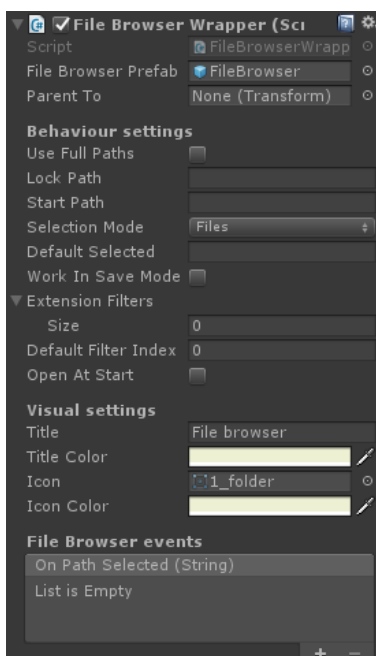 File Browser Wrapper (Scr
Script FileBrowserWrapp
File Browser Prefab FileBrowser
Parent To None (Transform)
Behaviour settings
Use Full Paths
Lock Path
Start Path
Selection Mode Files
Default Selected
Work In Save Mode
Extension Filters
Size 0
Default Filter Index 0
Open At Start
Visual settings
Title File browser
Title Color
Icon 1_folder
Icon Color
File Browser events
On Path Selected (String)
List is Empty